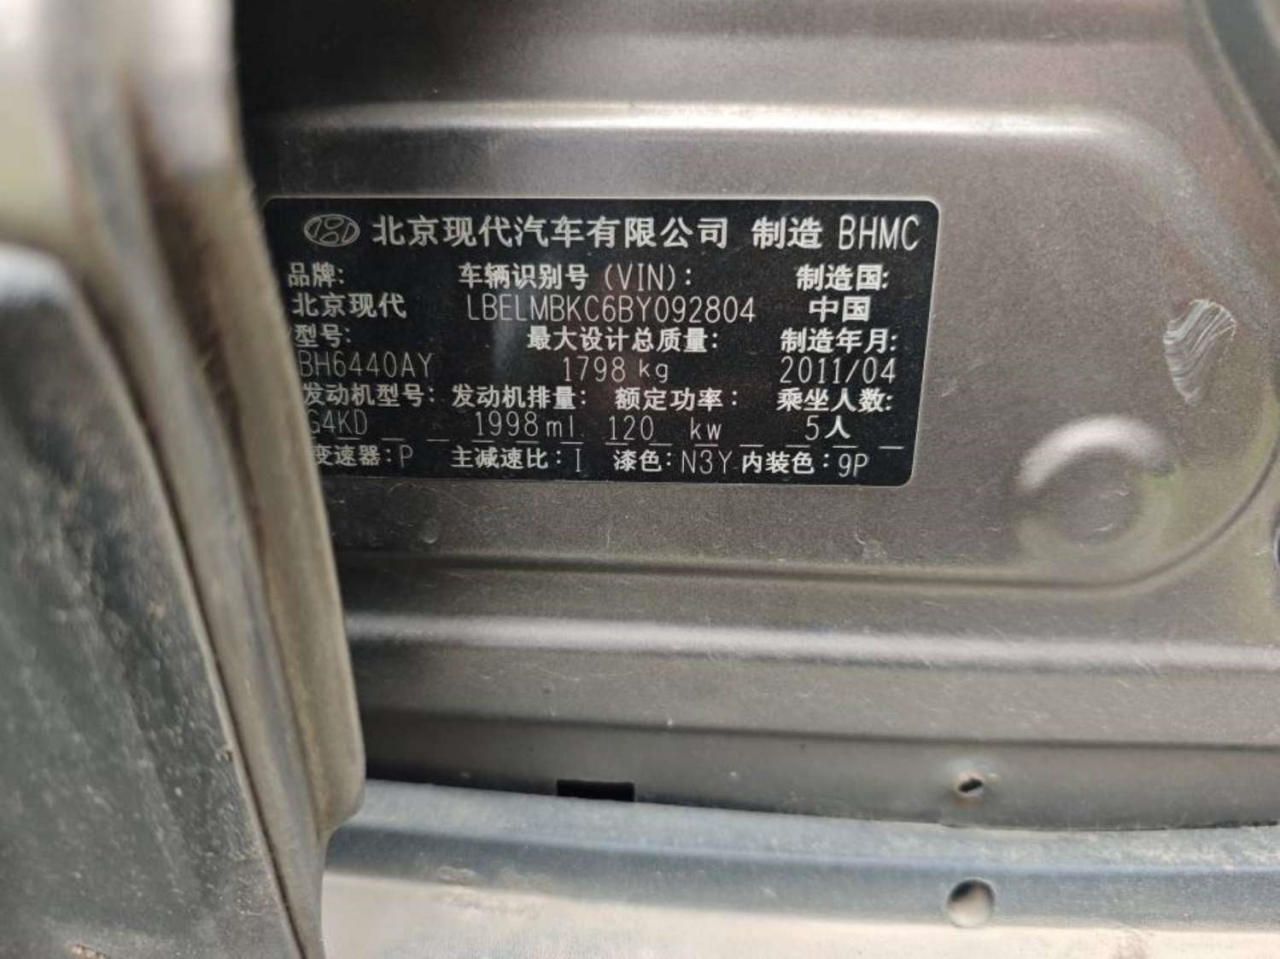 北京现代汽车有限公司 制造 BHMC
品牌: 车辆识别号 (VIN): 制造国:
北京现代 LBELMBKC6BY092804 中国
型号: 最大设计总质量: 制造年月:
BH6440AY 1798 kg 2011/04
发动机型号: 发动机排量: 额定功率: 乘坐人数:
G4KD 1998 ml 120 kw 5人
变速器: P 主减速比: I 漆色: N3Y 内装色: 9P